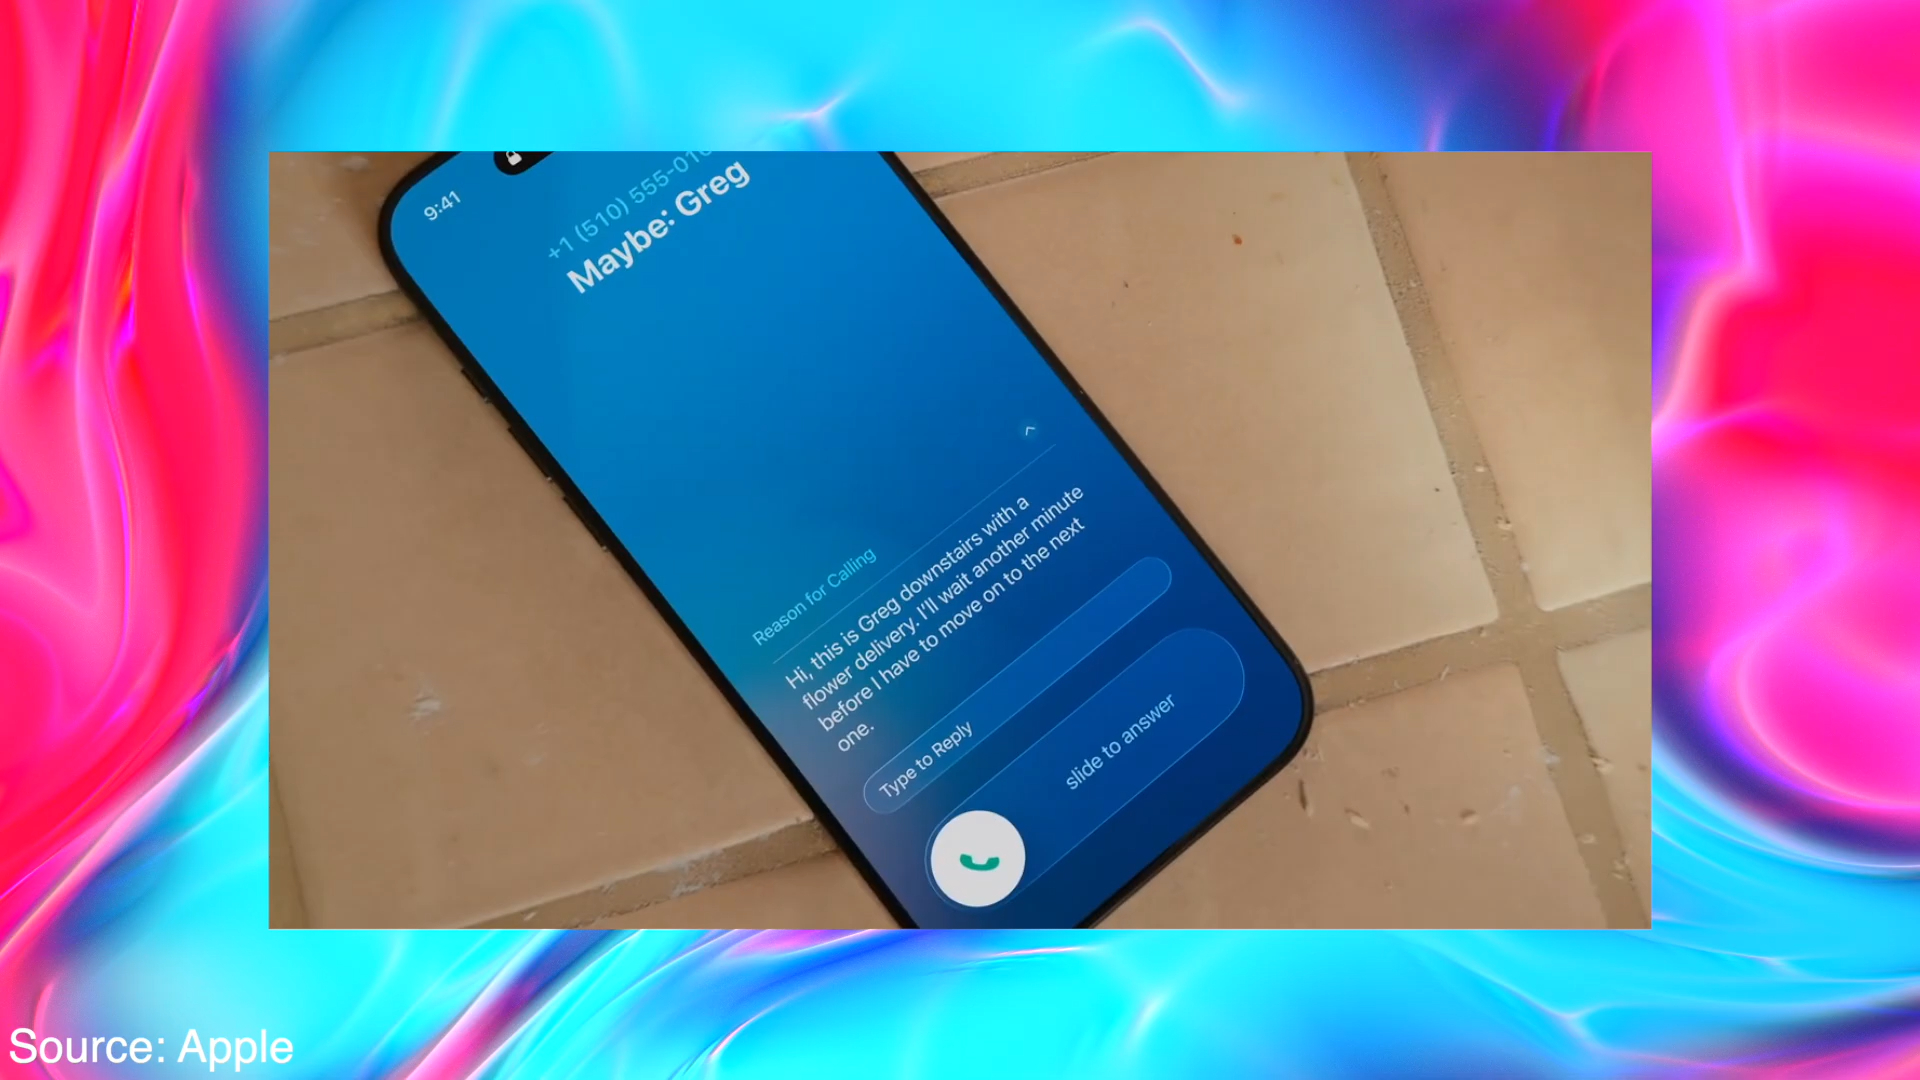 9:41
+1 (510) 555-01
Maybe: Greg
Reason for Calling
Hi, this is Greg downstairs with a
flower delivery. I'll wait another minute
before I have to move on to the next
one.
Type to Reply
slide to answer
Source: Apple